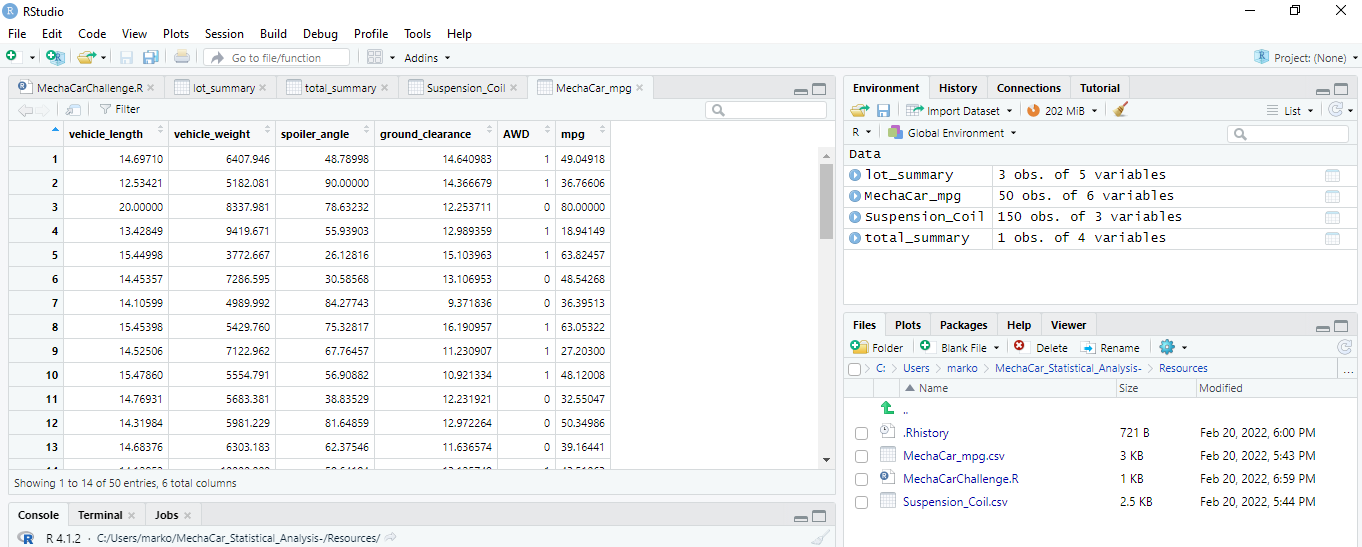 RStudio
File Edit Code View Plots Session Build Debug Profile Tools Help
Go to file/function Addins Project: (None)
MechaCarChallenge.R lot_summary total_summary Suspension_Coil MechaCar_mpg
Filter
vehicle_length vehicle_weight spoiler_angle ground_clearance AWD mpg
1 14.69710 6407.946 48.78998 14.640983 1 49.04918
2 12.53421 5182.081 90.00000 14.366679 1 36.76606
3 20.00000 8337.981 78.63232 12.253711 0 80.00000
4 13.42849 9419.671 55.93903 12.989359 1 18.94149
5 15.44998 3772.667 26.12816 15.103963 1 63.82457
6 14.45357 7286.595 30.58568 13.106953 0 48.54268
7 14.10599 4989.992 84.27743 9.371836 0 36.39513
8 15.45398 5429.760 75.32817 16.190957 1 63.05322
9 14.52506 7122.962 67.76457 11.230907 1 27.20300
10 15.47860 5554.791 56.90882 10.921334 1 48.12008
11 14.76931 5683.381 38.83529 12.231921 0 32.55047
12 14.31984 5981.229 81.64859 12.972264 0 50.34986
13 14.68376 6303.183 62.37546 11.636574 0 39.16441
Showing 1 to 14 of 50 entries, 6 total columns
Console Terminal Jobs
R 4.1.2 · C:/Users/marko/MechaCar_Statistical_Analysis-/Resources/
Environment History Connections Tutorial
Import Dataset 202 MiB List
R Global Environment
Data
lot_summary 3 obs. of 5 variables
MechaCar_mpg 50 obs. of 6 variables
Suspension_Coil 150 obs. of 3 variables
total_summary 1 obs. of 4 variables
Files Plots Packages Help Viewer
Folder Blank File Delete Rename
C: Users marko MechaCar_Statistical_Analysis- Resources ...
Name Size Modified
..
.Rhistory 721 B Feb 20, 2022, 6:00 PM
MechaCar_mpg.csv 3 KB Feb 20, 2022, 5:43 PM
MechaCarChallenge.R 1 KB Feb 20, 2022, 6:59 PM
Suspension_Coil.csv 2.5 KB Feb 20, 2022, 5:44 PM